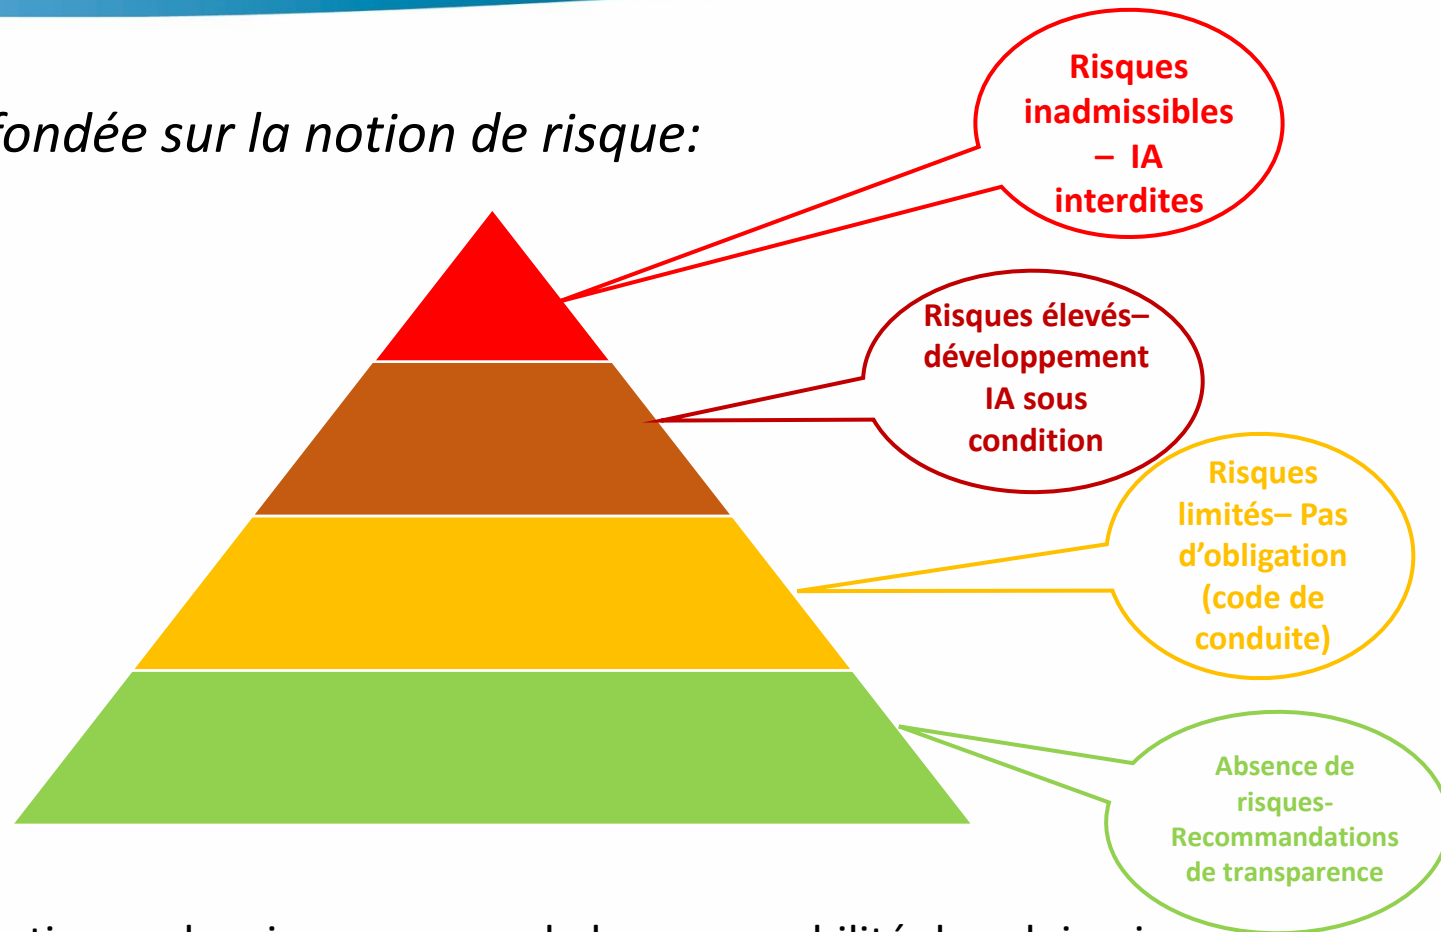 fondée sur la notion de risque:
Risques
inadmissibles
– IA
interdites
Risques élevés–
développement
IA sous
condition
Risques
limités– Pas
d’obligation
(code de
conduite)
Absence de
risques-
Recommandations
de transparence